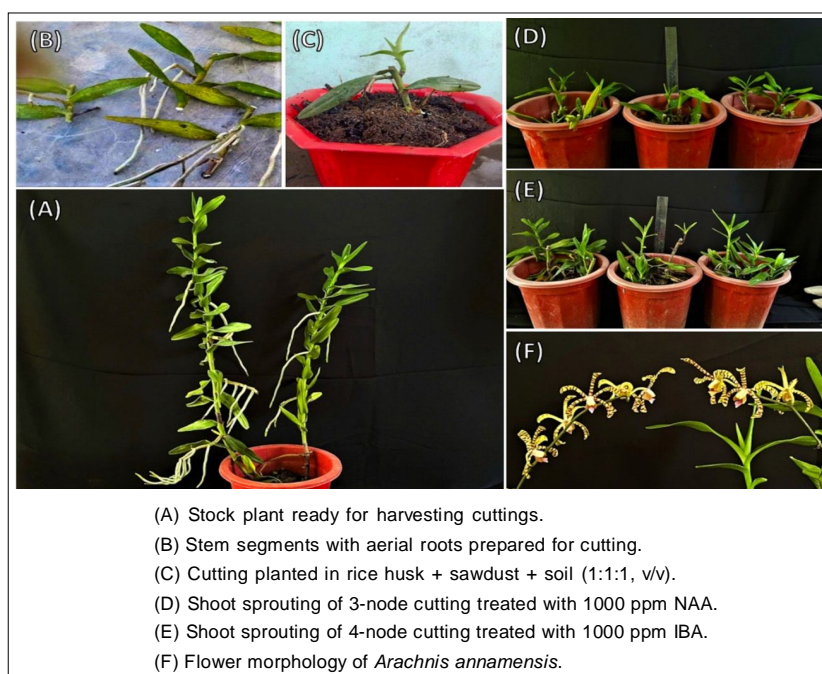 (B)
(C)
(D)
(A)
(E)
(F)
(A) Stock plant ready for harvesting cuttings.
(B) Stem segments with aerial roots prepared for cutting.
(C) Cutting planted in rice husk + sawdust + soil (1:1:1, v/v).
(D) Shoot sprouting of 3-node cutting treated with 1000 ppm NAA.
(E) Shoot sprouting of 4-node cutting treated with 1000 ppm IBA.
(F) Flower morphology of Arachnis annamensis.